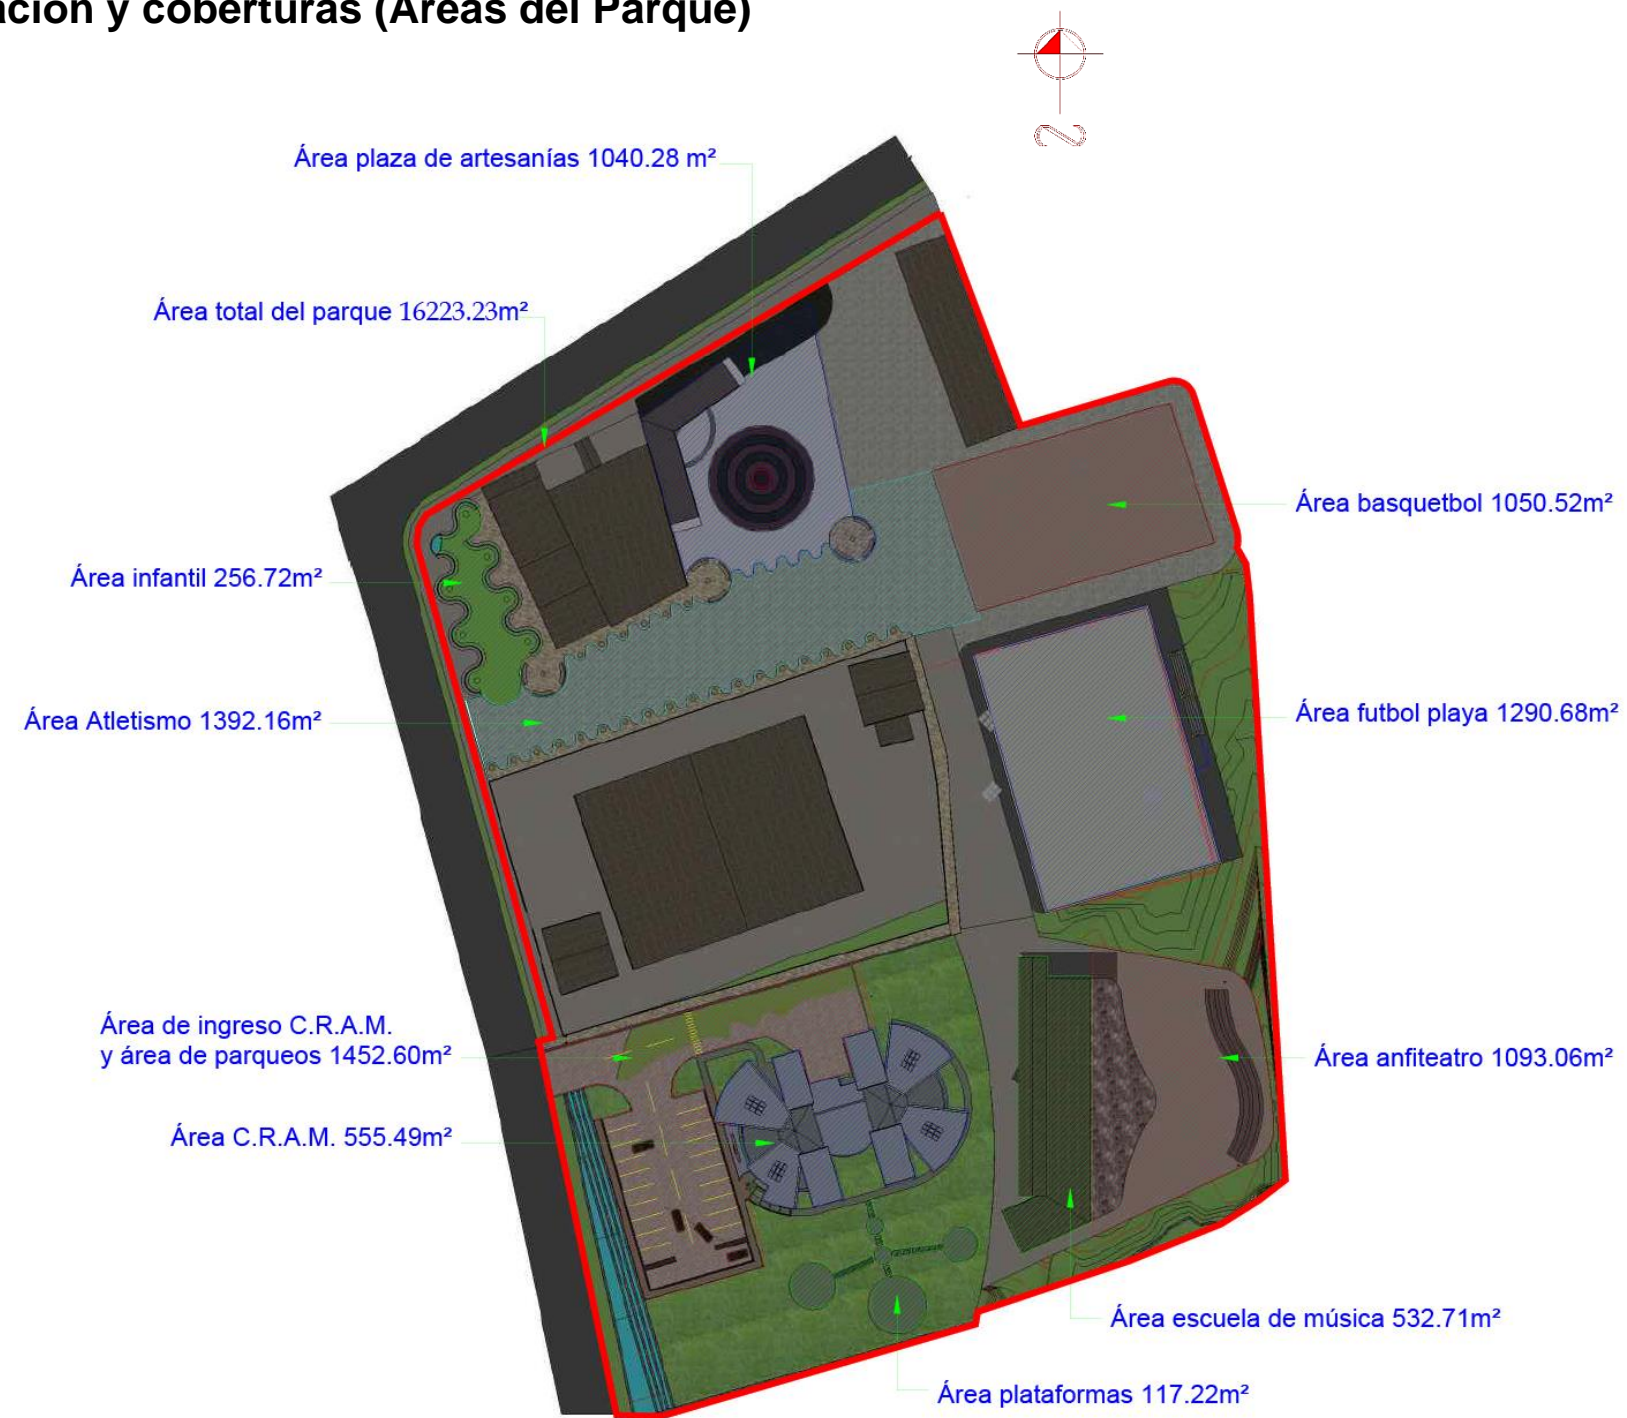 y coberturas (Áreas del Parque)
Área plaza de artesanías 1040.28 m²
Área total del parque 16223.23m²
Área basquetbol 1050.52m²
Área infantil 256.72m²
Área futbol playa 1290.68m²
Área Atletismo 1392.16m²
Área de ingreso C.R.A.M.
y área de parqueos 1452.60m²
Área anfiteatro 1093.06m²
Área C.R.A.M. 555.49m²
Área escuela de música 532.71m²
Área plataformas 117.22m²